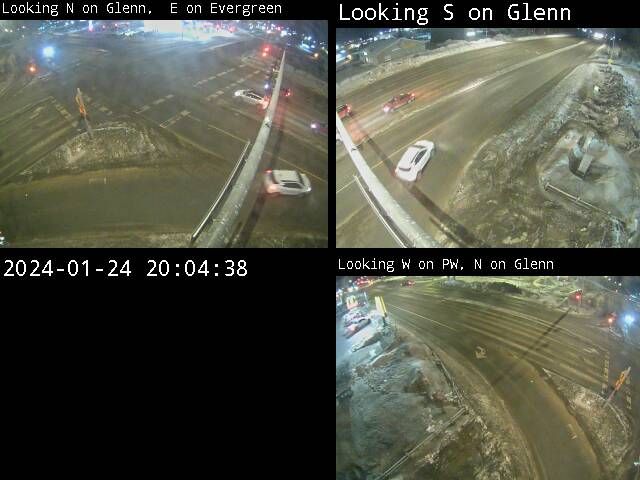 Looking N on Glenn,  E on Evergreen
Looking S on Glenn
2024-01-24 20:04:38
Looking W on PW, N on Glenn